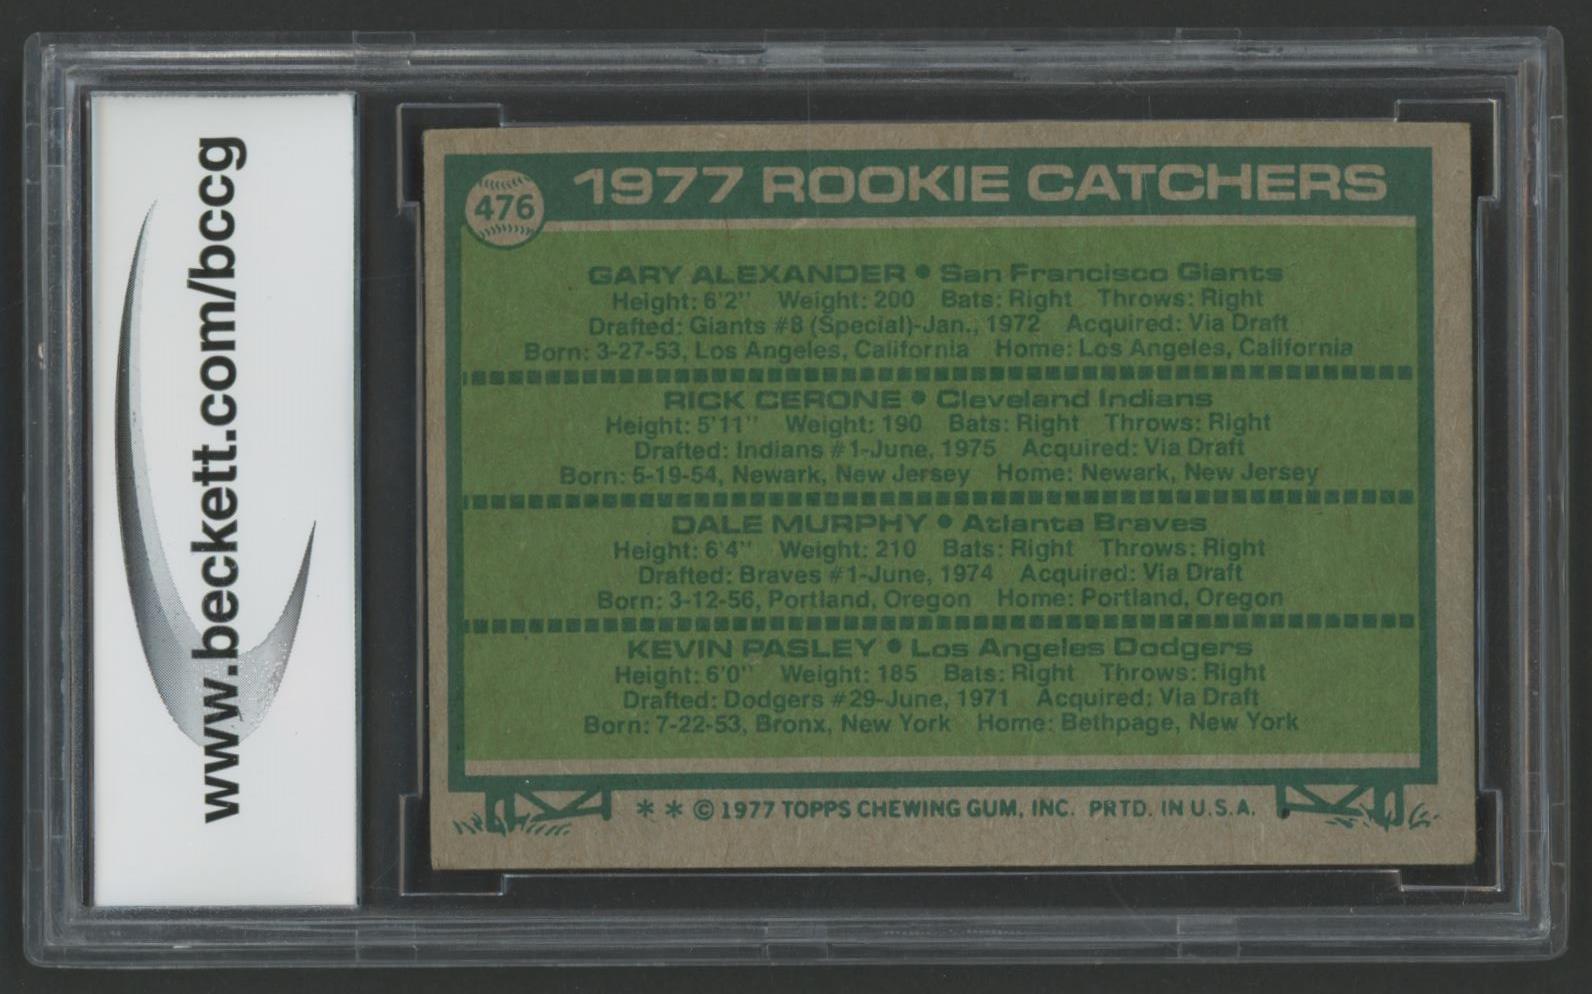 www.beckett.com/bccg
476
1977 ROOKIE CATCHERS
GARY ALEXANDER • San Francisco Giants
Height: 6'2" Weight: 200 Bats: Right Throws: Right
Drafted: Giants #8 (Special)-Jan., 1972 Acquired: Via Draft
Born: 3-27-53, Los Angeles, California Home: Los Angeles, California
RICK CERONE • Cleveland Indians
Height: 5'11" Weight: 190 Bats: Right Throws: Right
Drafted: Indians #1-June, 1975 Acquired: Via Draft
Born: 5-19-54, Newark, New Jersey Home: Newark, New Jersey
DALE MURPHY • Atlanta Braves
Height: 6'4" Weight: 210 Bats: Right Throws: Right
Drafted: Braves #1-June, 1974 Acquired: Via Draft
Born: 3-12-56, Portland, Oregon Home: Portland, Oregon
KEVIN PASLEY • Los Angeles Dodgers
Height: 6'0" Weight: 185 Bats: Right Throws: Right
Drafted: Dodgers #29-June, 1971 Acquired: Via Draft
Born: 7-22-53, Bronx, New York Home: Bethpage, New York
* * © 1977 TOPPS CHEWING GUM, INC. PRTD. IN U.S.A.